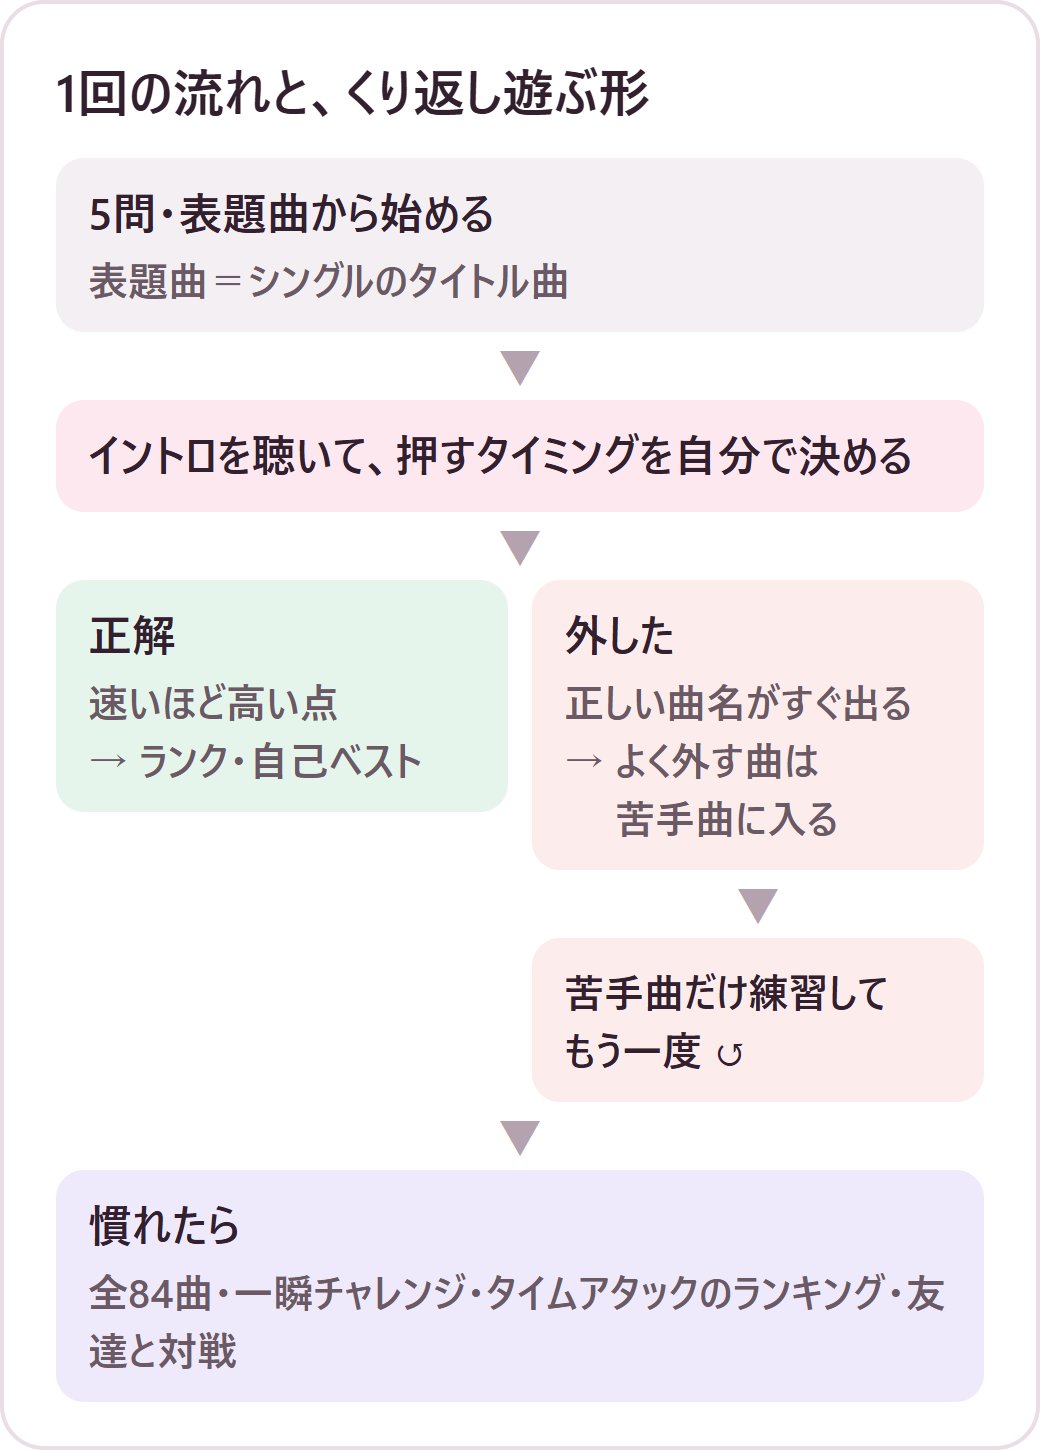 1回の流れと、くり返し遊ぶ形
5問・表題曲から始める
表題曲＝シングルのタイトル曲
▼
イントロを聴いて、押すタイミングを自分で決める
▼
正解
速いほど高い点
→ ランク・自己ベスト
外した
正しい曲名がすぐ出る
→ よく外す曲は
苦手曲に入る
▼
苦手曲だけ練習して
もう一度 ↺
▼
慣れたら
全84曲・一瞬チャレンジ・タイムアタックのランキング・友
達と対戦